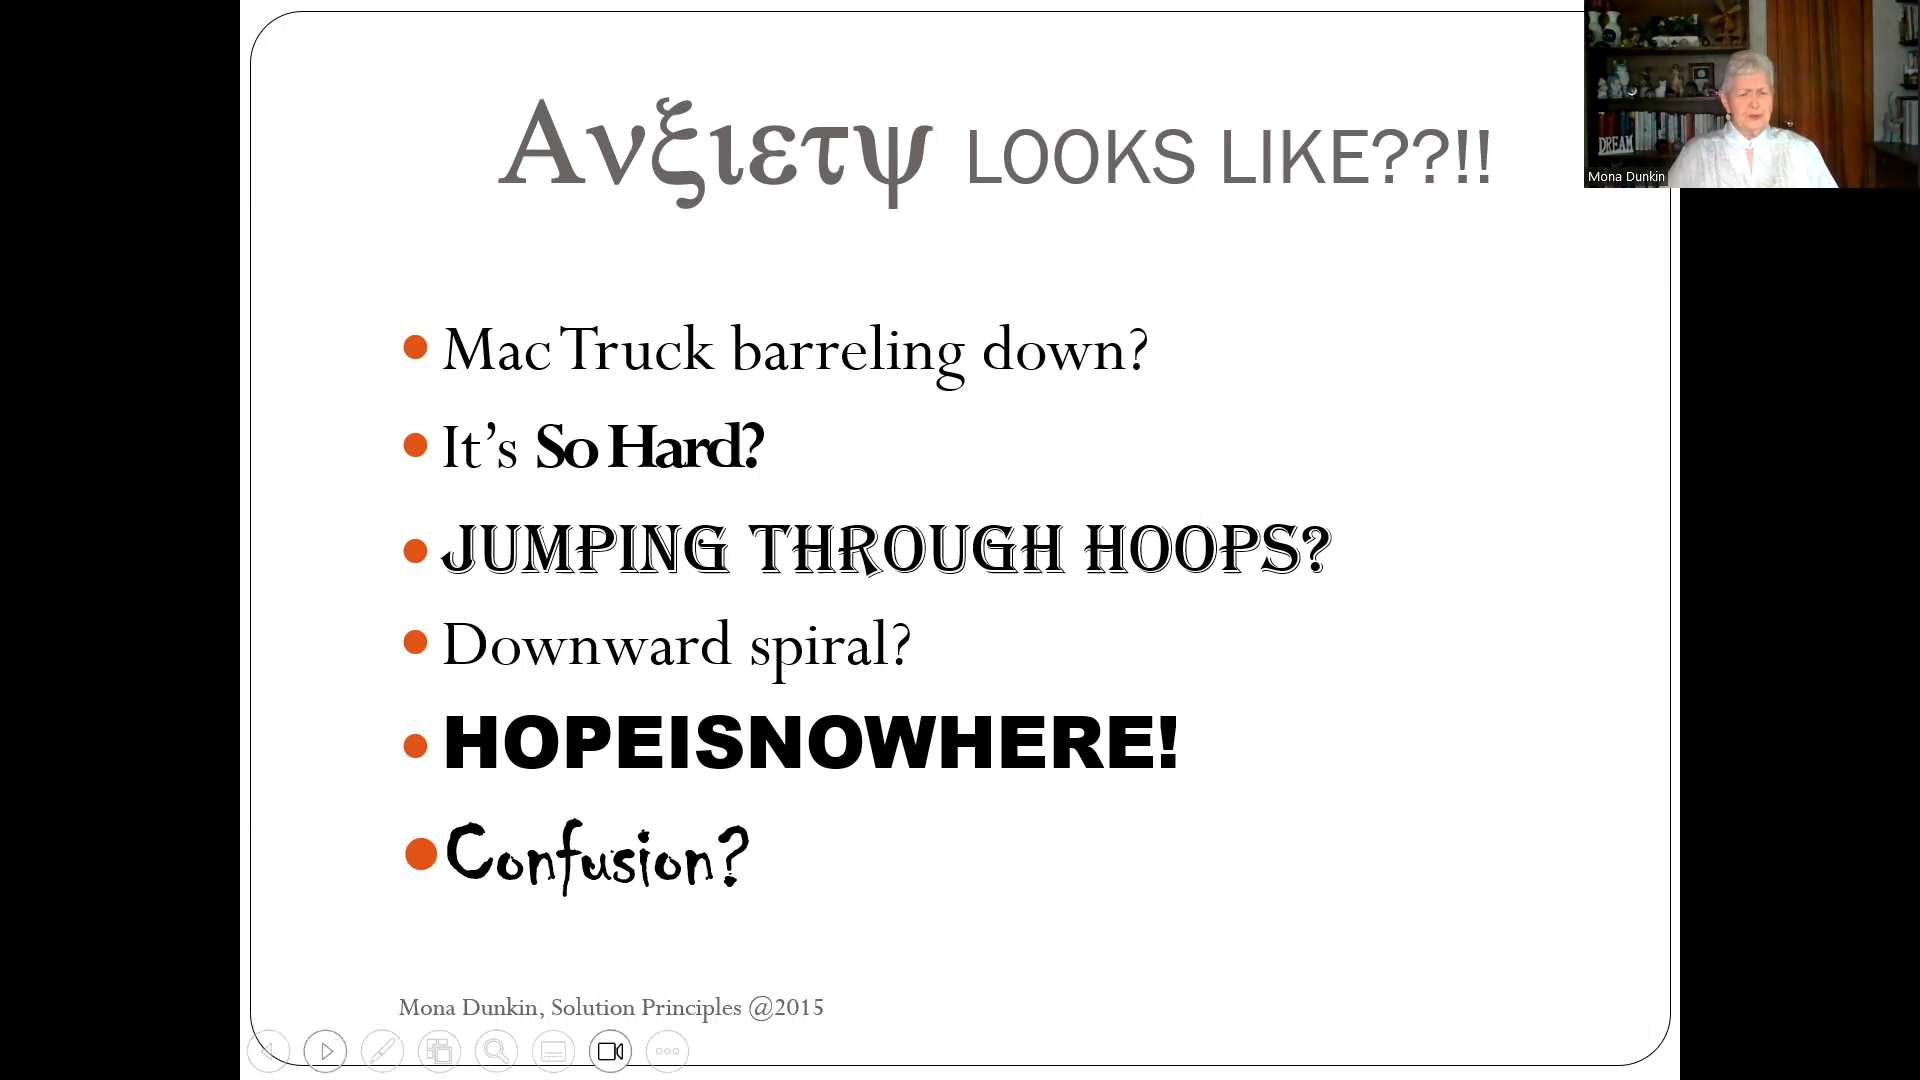 Ανξιετψ LOOKS LIKE??!!
DREAM
Mona Dunkin
Mac Truck barreling down?
It’s So Hard?
JUMPING THROUGH HOOPS?
Downward spiral?
HOPEISNOWHERE!
Confusion?
Mona Dunkin, Solution Principles @2015